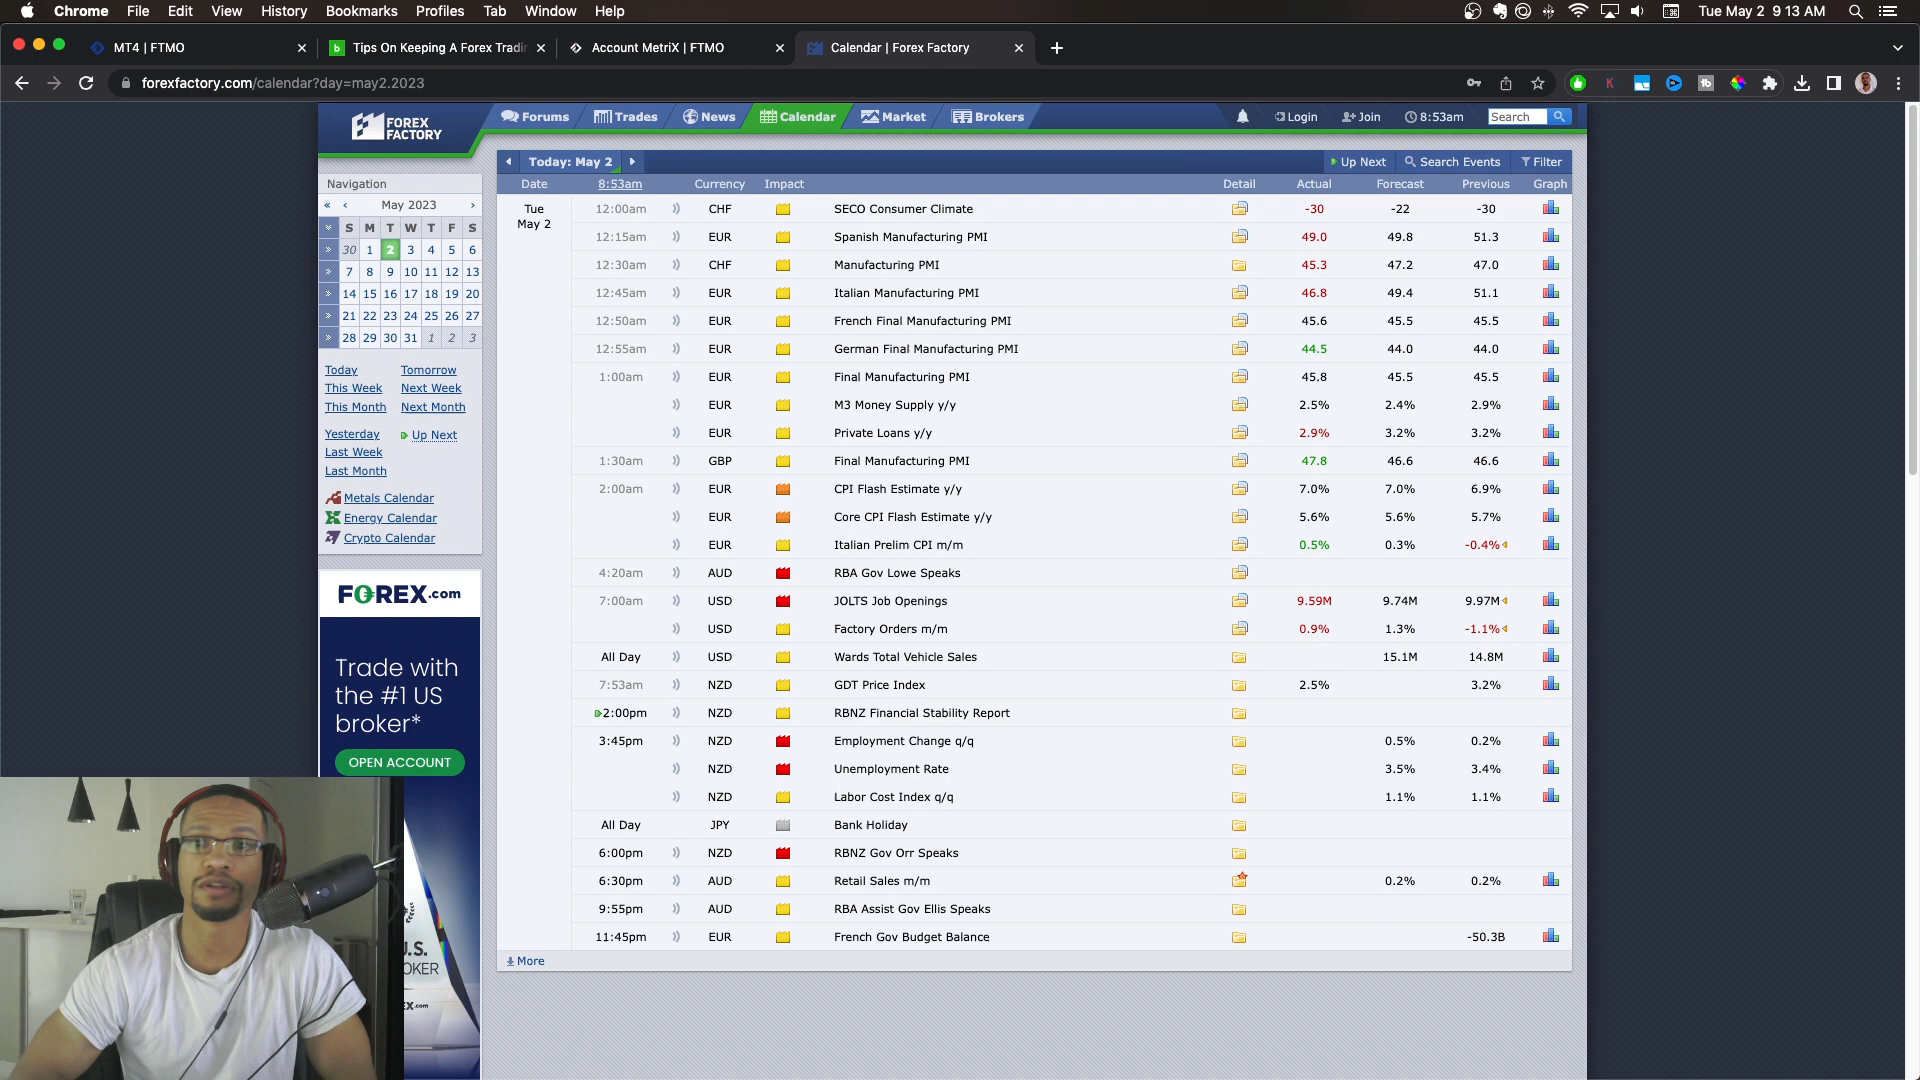 Chrome File Edit View History Bookmarks Profiles Tab Window Help Tue May 2 9:13 AM
MT4 | FTMO
Tips On Keeping A Forex Tradi
Account MetriX | FTMO
Calendar | Forex Factory
forexfactory.com/calendar?day=may2.2023
FOREX
FACTORY
Forums Trades News Calendar Market Brokers Login Join 8:53am Search
Navigation
May 2023
S M T W T F S
30 1 2 3 4 5 6
7 8 9 10 11 12 13
14 15 16 17 18 19 20
21 22 23 24 25 26 27
28 29 30 31 1 2 3
Today Tomorrow
This Week Next Week
This Month Next Month
Yesterday Up Next
Last Week
Last Month
Metals Calendar
Energy Calendar
Crypto Calendar
FOREX.com
Trade with
the #1 US
broker*
OPEN ACCOUNT
Today: May 2 Up Next Search Events Filter
Date 8:53am Currency Impact Detail Actual Forecast Previous Graph
Tue
May 2
12:00am CHF SECO Consumer Climate -30 -22 -30
12:15am EUR Spanish Manufacturing PMI 49.0 49.8 51.3
12:30am CHF Manufacturing PMI 45.3 47.2 47.0
12:45am EUR Italian Manufacturing PMI 46.8 49.4 51.1
12:50am EUR French Final Manufacturing PMI 45.6 45.5 45.5
12:55am EUR German Final Manufacturing PMI 44.5 44.0 44.0
1:00am EUR Final Manufacturing PMI 45.8 45.5 45.5
EUR M3 Money Supply y/y 2.5% 2.4% 2.9%
EUR Private Loans y/y 2.9% 3.2% 3.2%
1:30am GBP Final Manufacturing PMI 47.8 46.6 46.6
2:00am EUR CPI Flash Estimate y/y 7.0% 7.0% 6.9%
EUR Core CPI Flash Estimate y/y 5.6% 5.6% 5.7%
EUR Italian Prelim CPI m/m 0.5% 0.3% -0.4%
4:20am AUD RBA Gov Lowe Speaks
7:00am USD JOLTS Job Openings 9.59M 9.74M 9.97M
USD Factory Orders m/m 0.9% 1.3% -1.1%
All Day USD Wards Total Vehicle Sales 15.1M 14.8M
7:53am NZD GDT Price Index 2.5% 3.2%
2:00pm NZD RBNZ Financial Stability Report
3:45pm NZD Employment Change q/q 0.5% 0.2%
NZD Unemployment Rate 3.5% 3.4%
NZD Labor Cost Index q/q 1.1% 1.1%
All Day JPY Bank Holiday
6:00pm NZD RBNZ Gov Orr Speaks
6:30pm AUD Retail Sales m/m 0.2% 0.2%
9:55pm AUD RBA Assist Gov Ellis Speaks
11:45pm EUR French Gov Budget Balance -50.3B
More